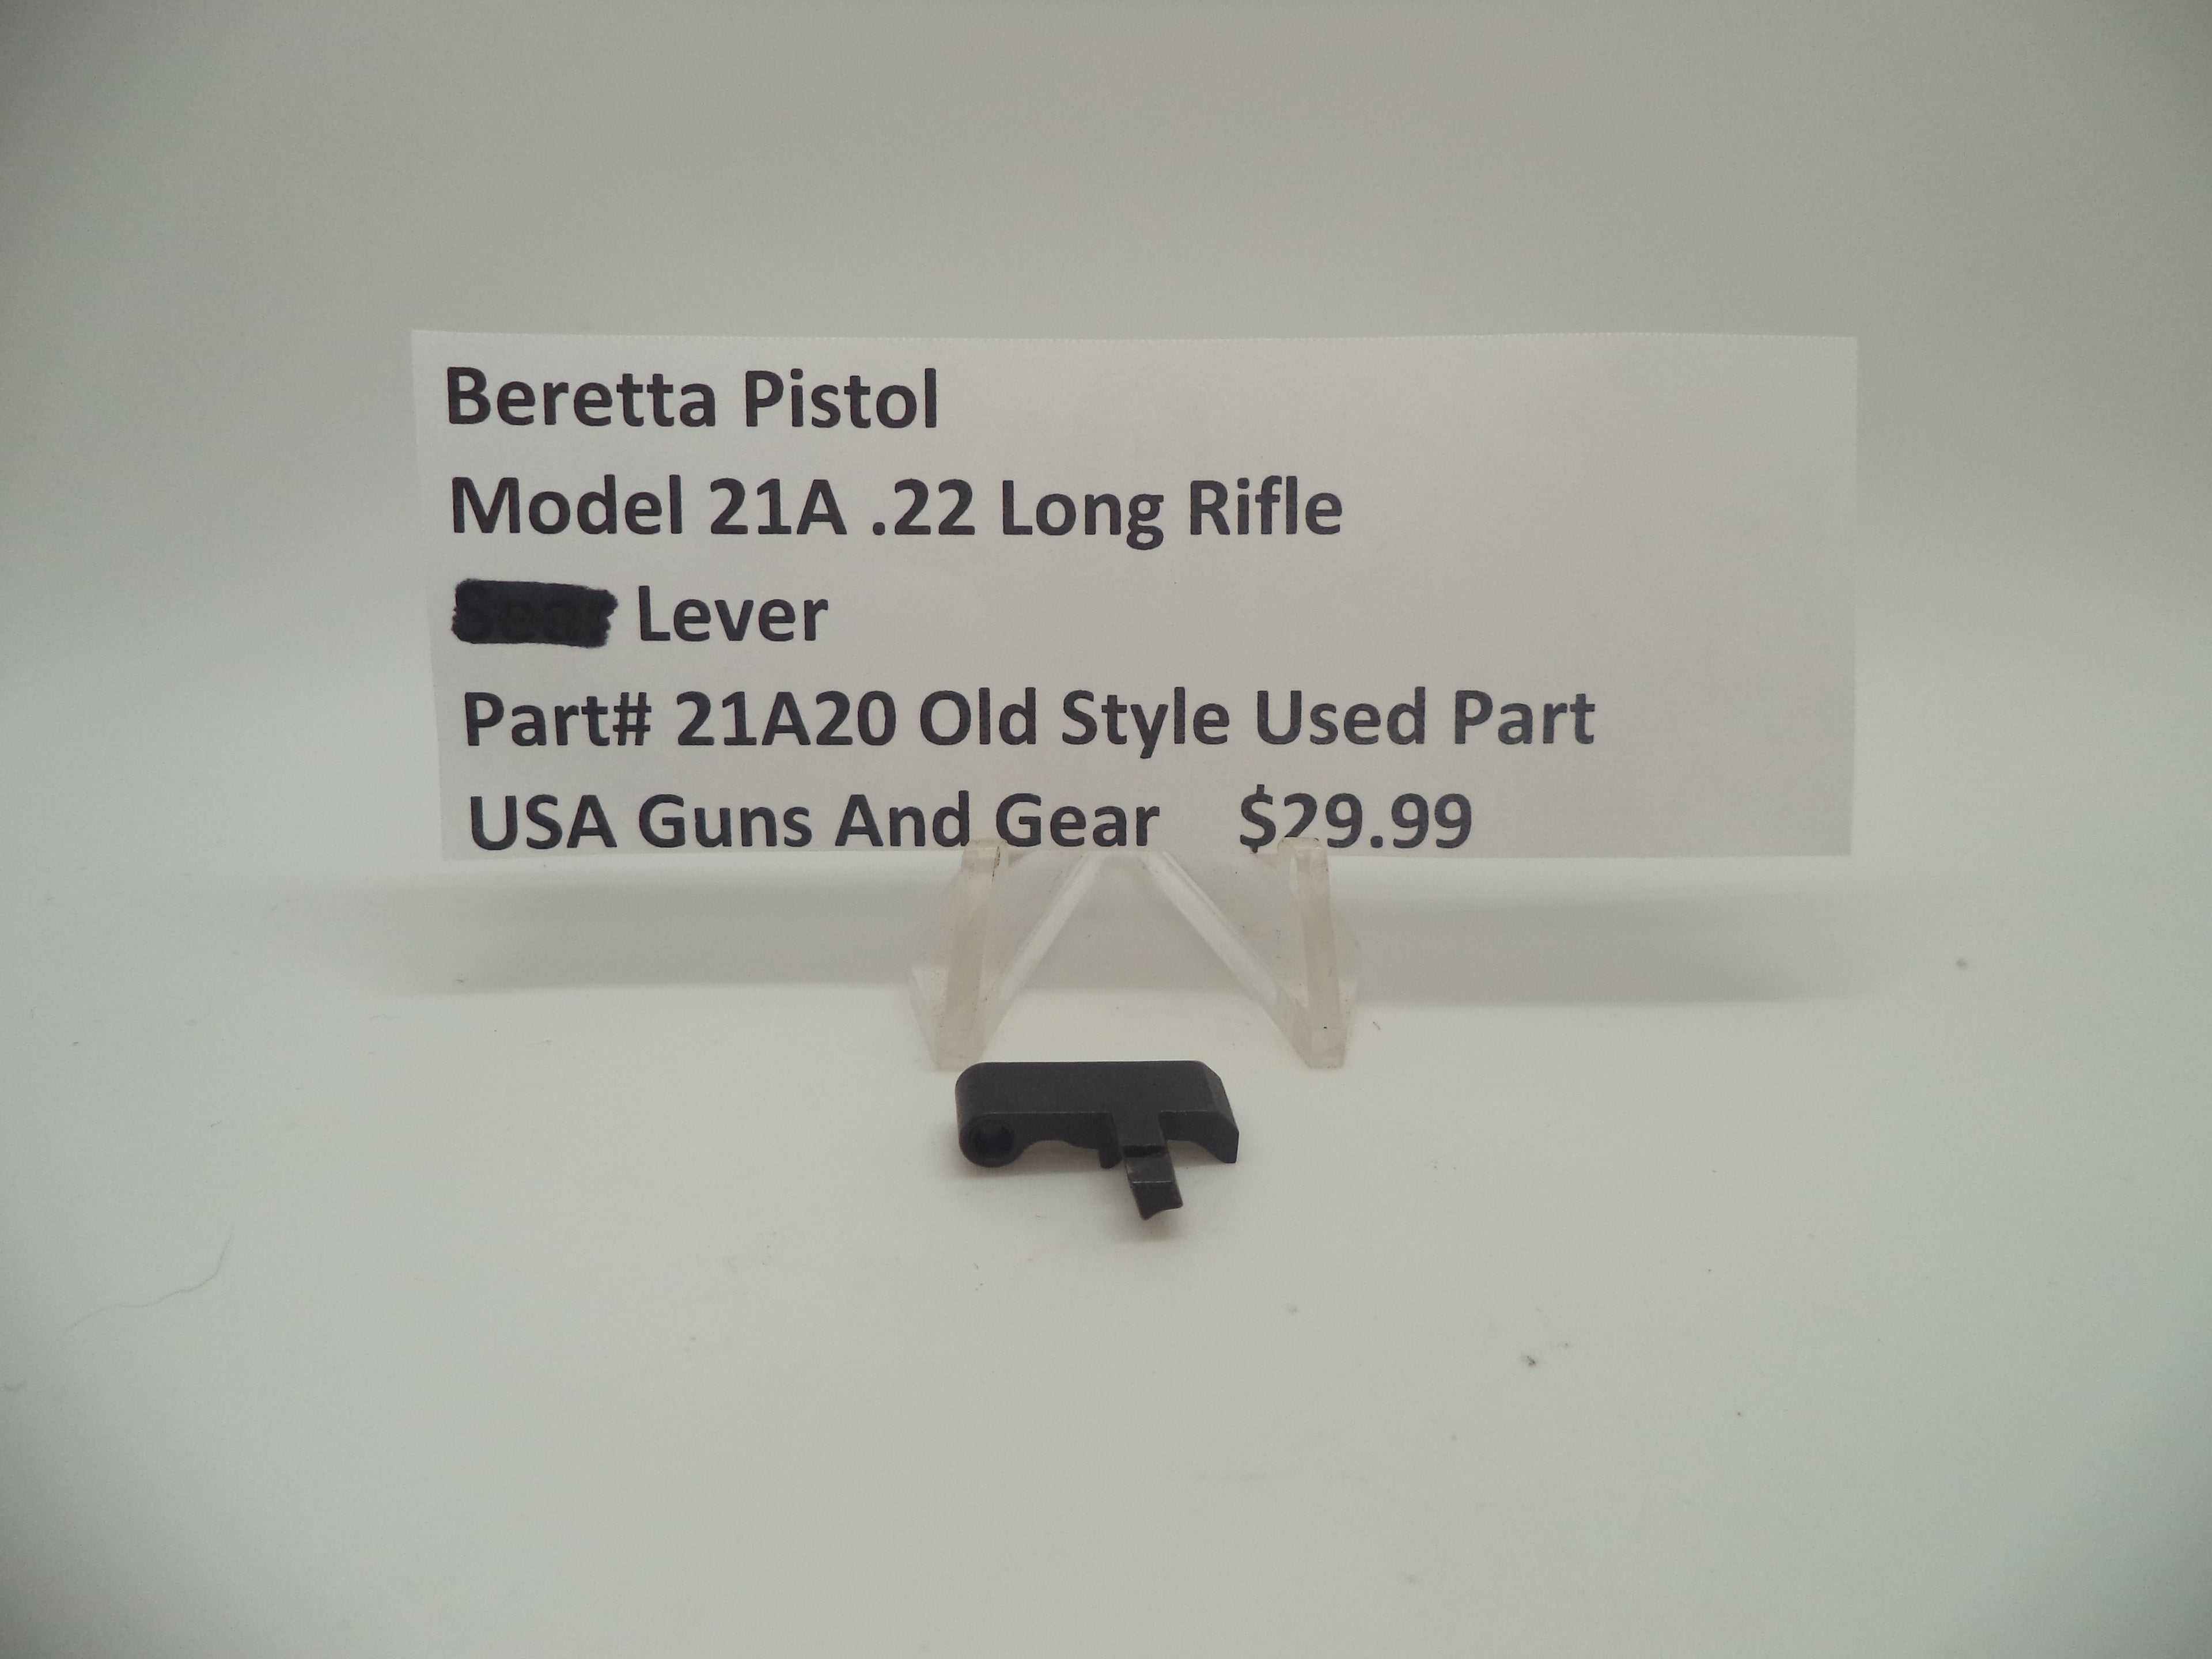 Beretta Pistol
Model 21A .22 Long Rifle
Lever
Part# 21A20 Old Style Used Part
USA Guns And Gear $29.99